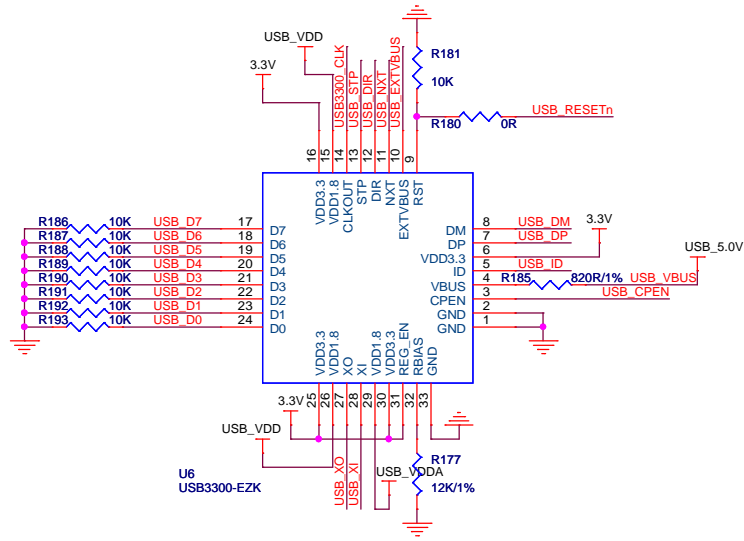 USB_VDD
3.3V
USB3300_CLK
USB_STP
USB_DIR
USB_NXT
USB_EXTVBUS
R181
10K
R180
0R
USB_RESETn
16
15
14
13
12
11
10
9
VDD3.3
VDD1.8
CLKOUT
STP
DIR
NXT
EXTVBUS
RST
R186 10K USB_D7 17 D7
R187 10K USB_D6 18 D6
R188 10K USB_D5 19 D5
R189 10K USB_D4 20 D4
R190 10K USB_D3 21 D3
R191 10K USB_D2 22 D2
R192 10K USB_D1 23 D1
R193 10K USB_D0 24 D0
DM 8 USB_DM
DP 7 USB_DP
3.3V
VDD3.3 6
USB_5.0V
ID 5 USB_ID
VBUS 4 R185 820R/1% USB_VBUS
CPEN 3 USB_CPEN
GND 2
GND 1
VDD3.3
VDD1.8
XO
XI
VDD1.8
VDD3.3
REG_EN
RBIAS
GND
25
26
27
28
29
30
31
32
33
3.3V
USB_VDD
USB_XO
USB_XI
USB_VDDA
R177
12K/1%
U6
USB3300-EZK